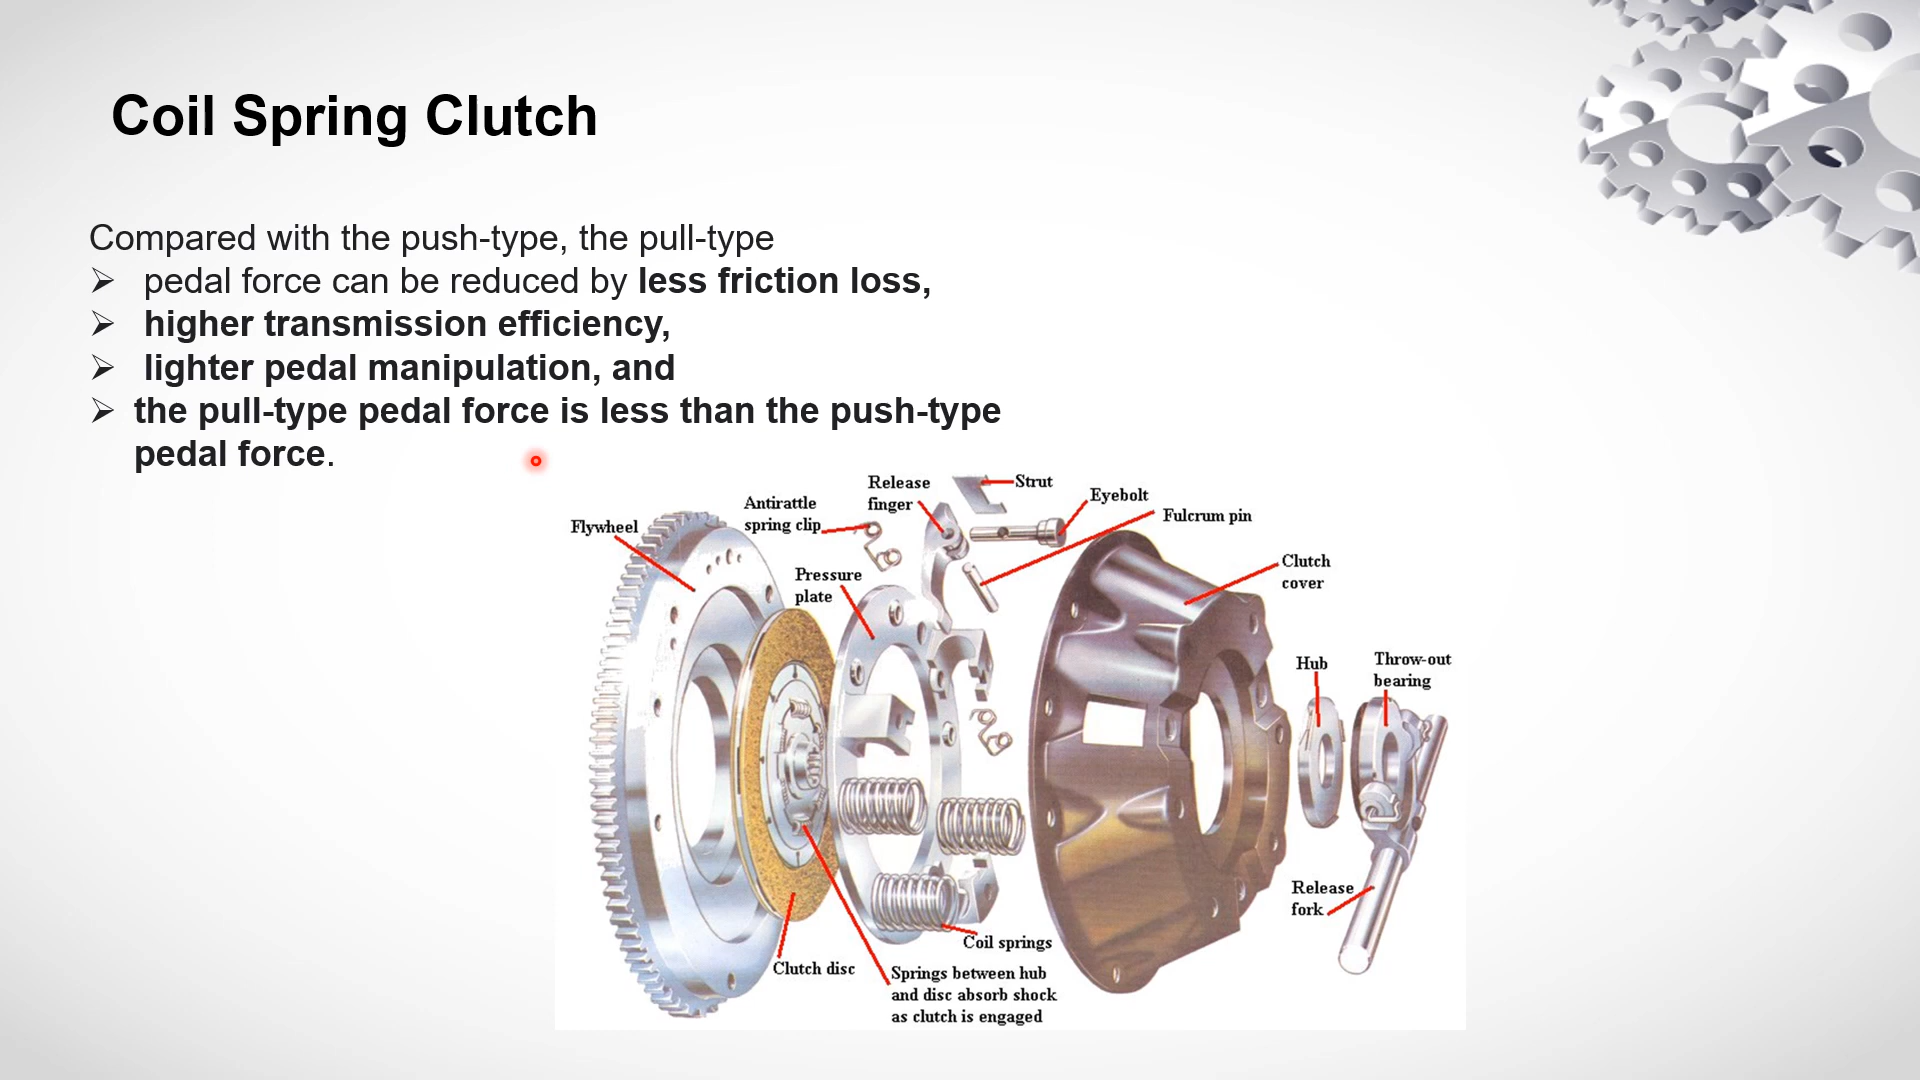 Coil Spring Clutch
Compared with the push-type, the pull-type
➢ pedal force can be reduced by less friction loss,
➢ higher transmission efficiency,
➢ lighter pedal manipulation, and
➢ the pull-type pedal force is less than the push-type
pedal force.
Release
finger
Strut
Antirattle
spring clip
Eyebolt
Fulcrum pin
Flywheel
Clutch
cover
Pressure
plate
Hub
Throw-out
bearing
Release
fork
Coil springs
Clutch disc
Springs between hub
and disc absorb shock
as clutch is engaged